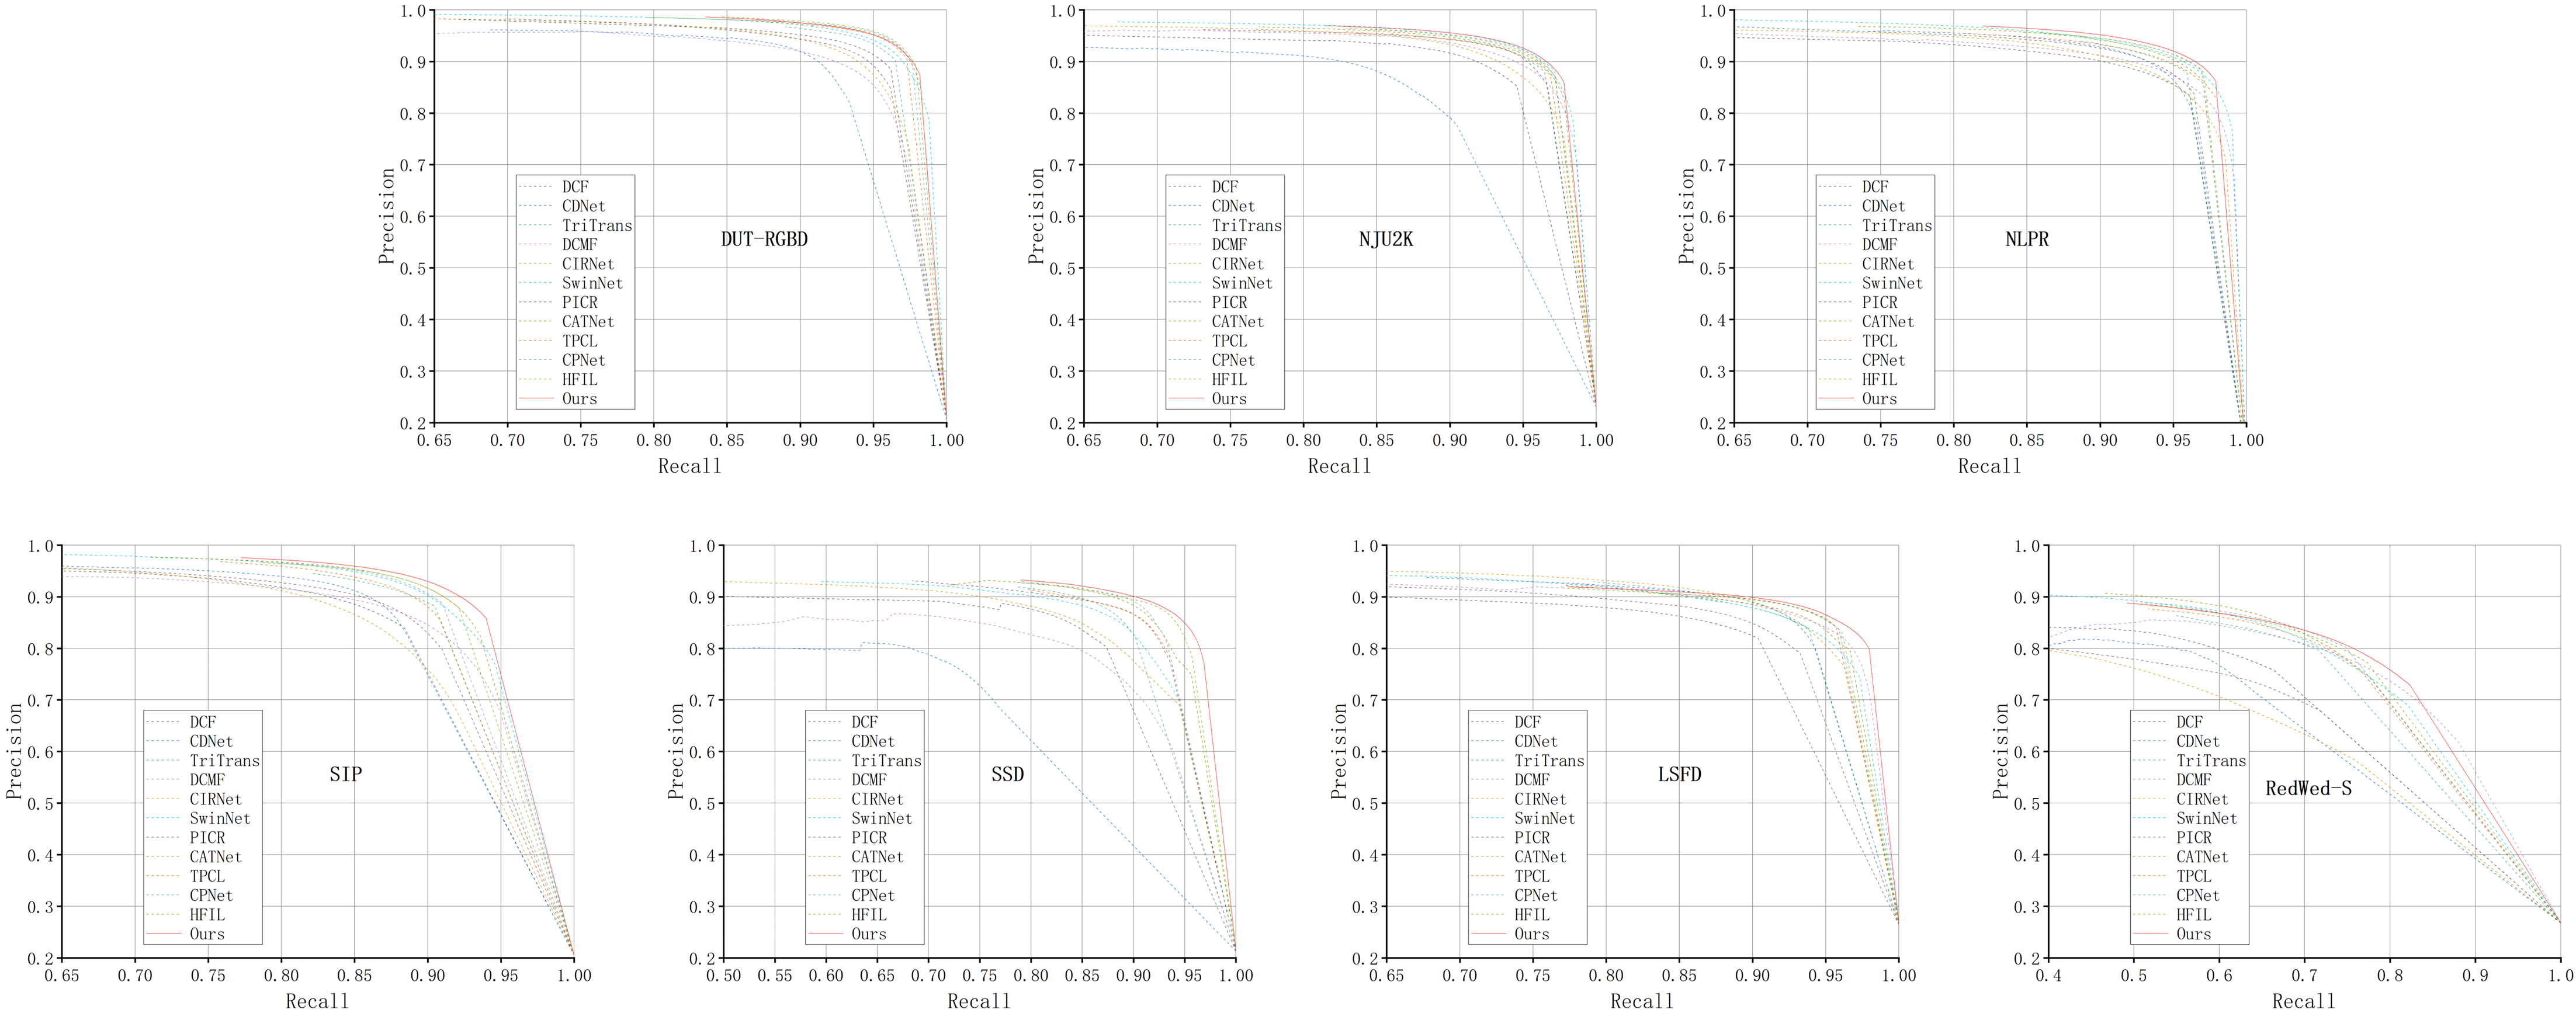 1.0
0.9
0.8
0.7
0.6
0.5
0.4
0.3
0.2
Precision
0.65 0.70 0.75 0.80 0.85 0.90 0.95 1.00
Recall
DCF
CDNet
TriTrans
DCMF
CIRNet
SwinNet
PICR
CATNet
TPCL
CPNet
HFIL
Ours
DUT-RGBD
1.0
0.9
0.8
0.7
0.6
0.5
0.4
0.3
0.2
Precision
0.65 0.70 0.75 0.80 0.85 0.90 0.95 1.00
Recall
DCF
CDNet
TriTrans
DCMF
CIRNet
SwinNet
PICR
CATNet
TPCL
CPNet
HFIL
Ours
NJU2K
1.0
0.9
0.8
0.7
0.6
0.5
0.4
0.3
0.2
Precision
0.65 0.70 0.75 0.80 0.85 0.90 0.95 1.00
Recall
DCF
CDNet
TriTrans
DCMF
CIRNet
SwinNet
PICR
CATNet
TPCL
CPNet
HFIL
Ours
NLPR
1.0
0.9
0.8
0.7
0.6
0.5
0.4
0.3
0.2
Precision
0.65 0.70 0.75 0.80 0.85 0.90 0.95 1.00
Recall
DCF
CDNet
TriTrans
DCMF
CIRNet
SwinNet
PICR
CATNet
TPCL
CPNet
HFIL
Ours
SIP
1.0
0.9
0.8
0.7
0.6
0.5
0.4
0.3
0.2
Precision
0.50 0.55 0.60 0.65 0.70 0.75 0.80 0.85 0.90 0.95 1.00
Recall
DCF
CDNet
TriTrans
DCMF
CIRNet
SwinNet
PICR
CATNet
TPCL
CPNet
HFIL
Ours
SSD
1.0
0.9
0.8
0.7
0.6
0.5
0.4
0.3
0.2
Precision
0.65 0.70 0.75 0.80 0.85 0.90 0.95 1.00
Recall
DCF
CDNet
TriTrans
DCMF
CIRNet
SwinNet
PICR
CATNet
TPCL
CPNet
HFIL
Ours
LSFD
1.0
0.9
0.8
0.7
0.6
0.5
0.4
0.3
0.2
Precision
0.4 0.5 0.6 0.7 0.8 0.9 1.0
Recall
DCF
CDNet
TriTrans
DCMF
CIRNet
SwinNet
PICR
CATNet
TPCL
CPNet
HFIL
Ours
RedWed-S